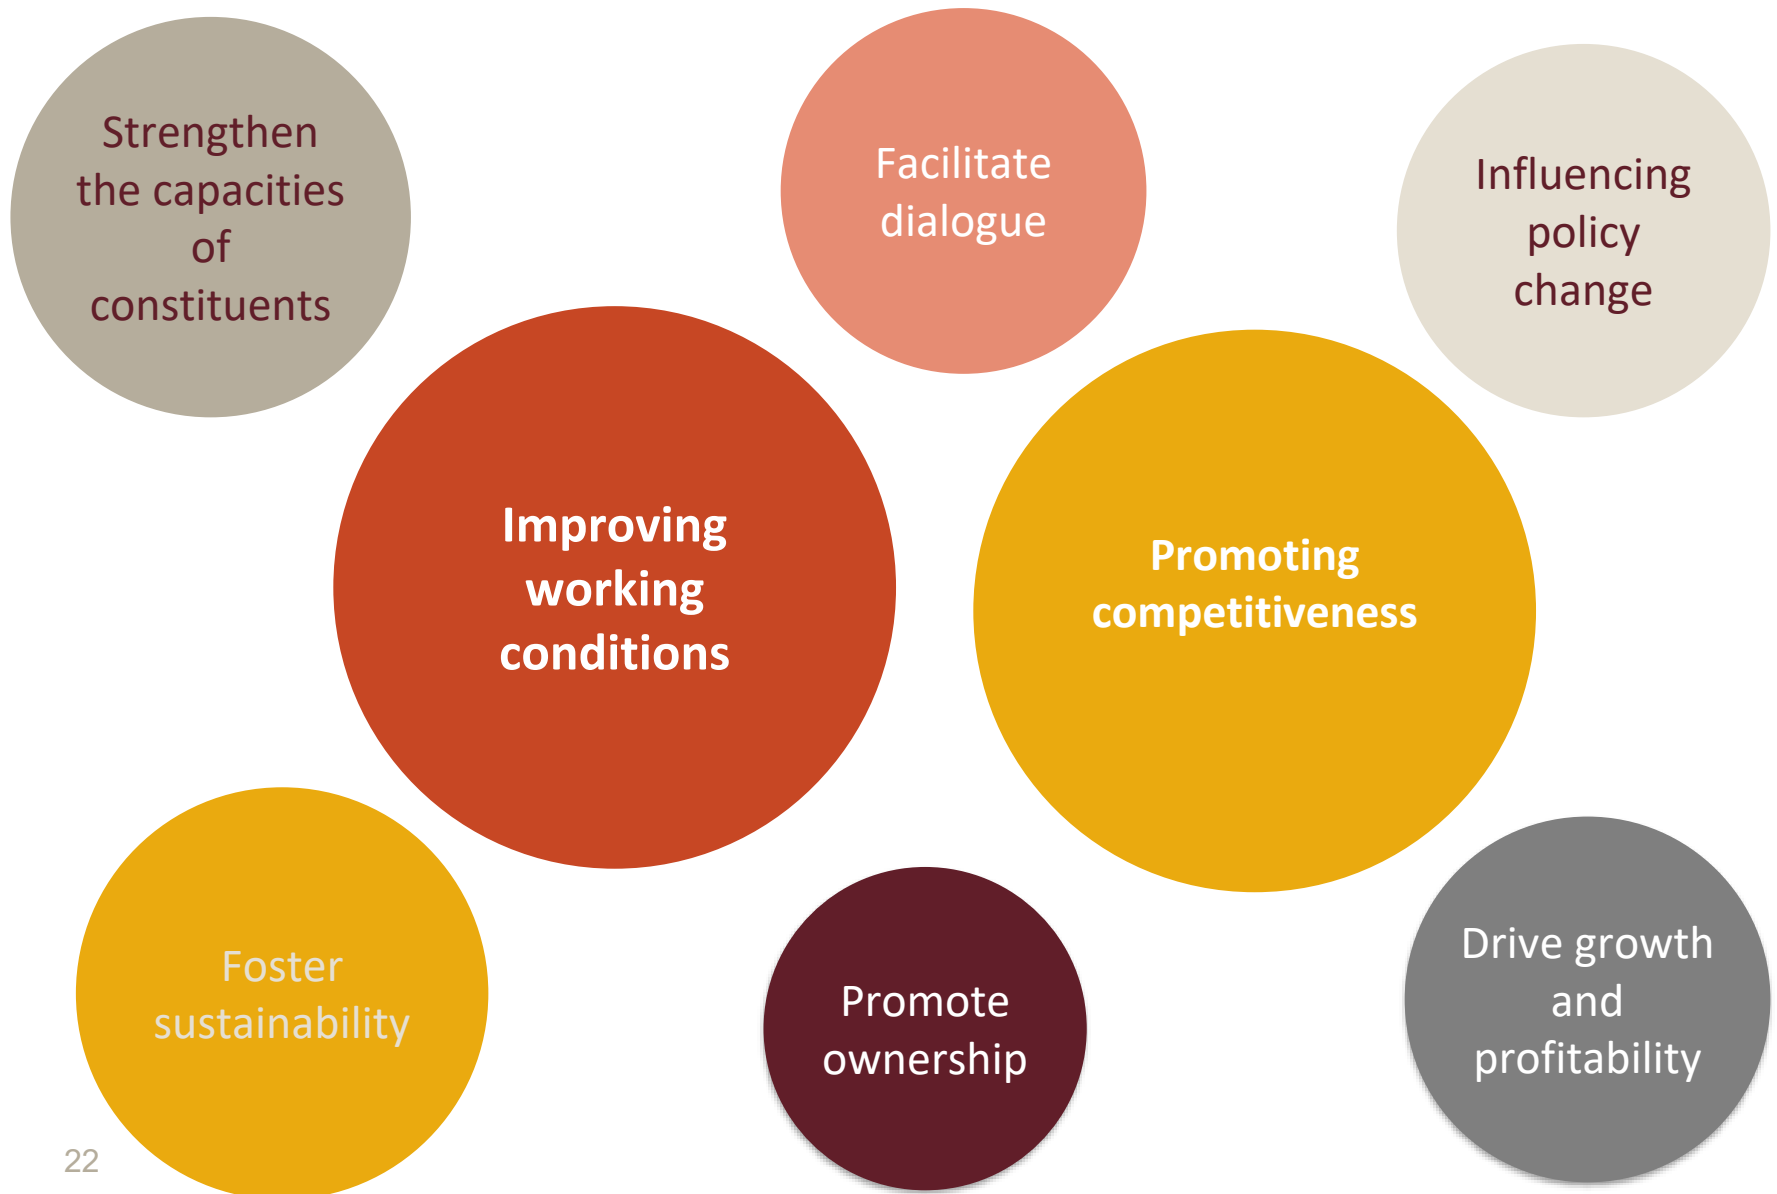 Strengthen
the capacities
of
constituents
Facilitate
dialogue
Influencing
policy
change
Improving
working
conditions
Promoting
competitiveness
Foster
sustainability
Promote
ownership
Drive growth
and
profitability
22